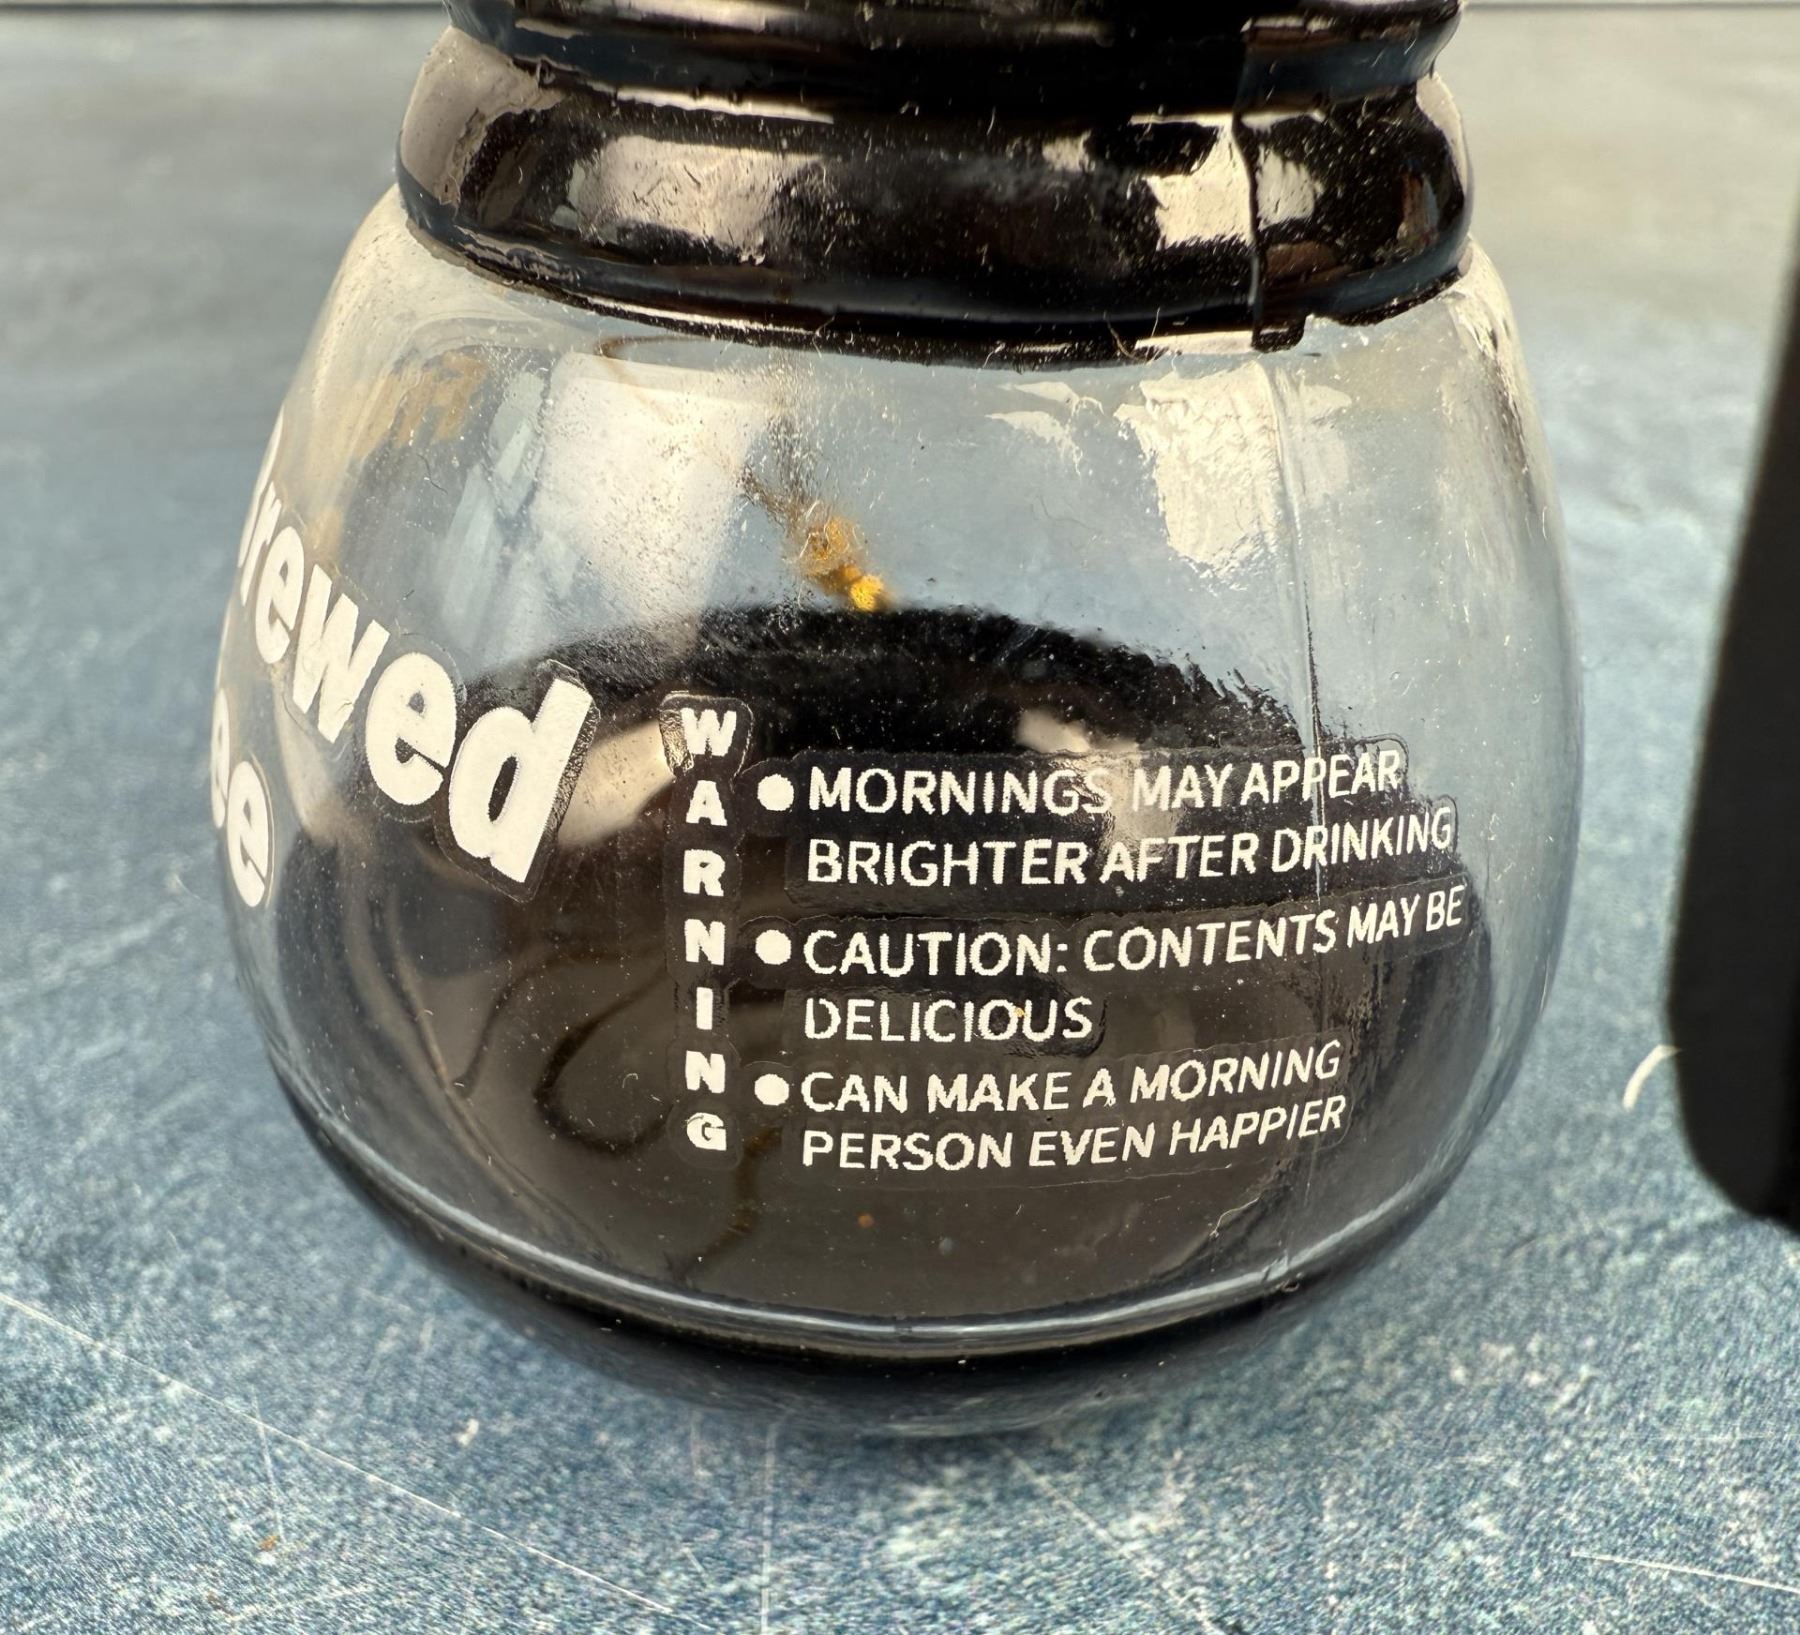 rewed
ee
WARNING
● MORNINGS MAY APPEAR
BRIGHTER AFTER DRINKING
● CAUTION: CONTENTS MAY BE
DELICIOUS
● CAN MAKE A MORNING
PERSON EVEN HAPPIER